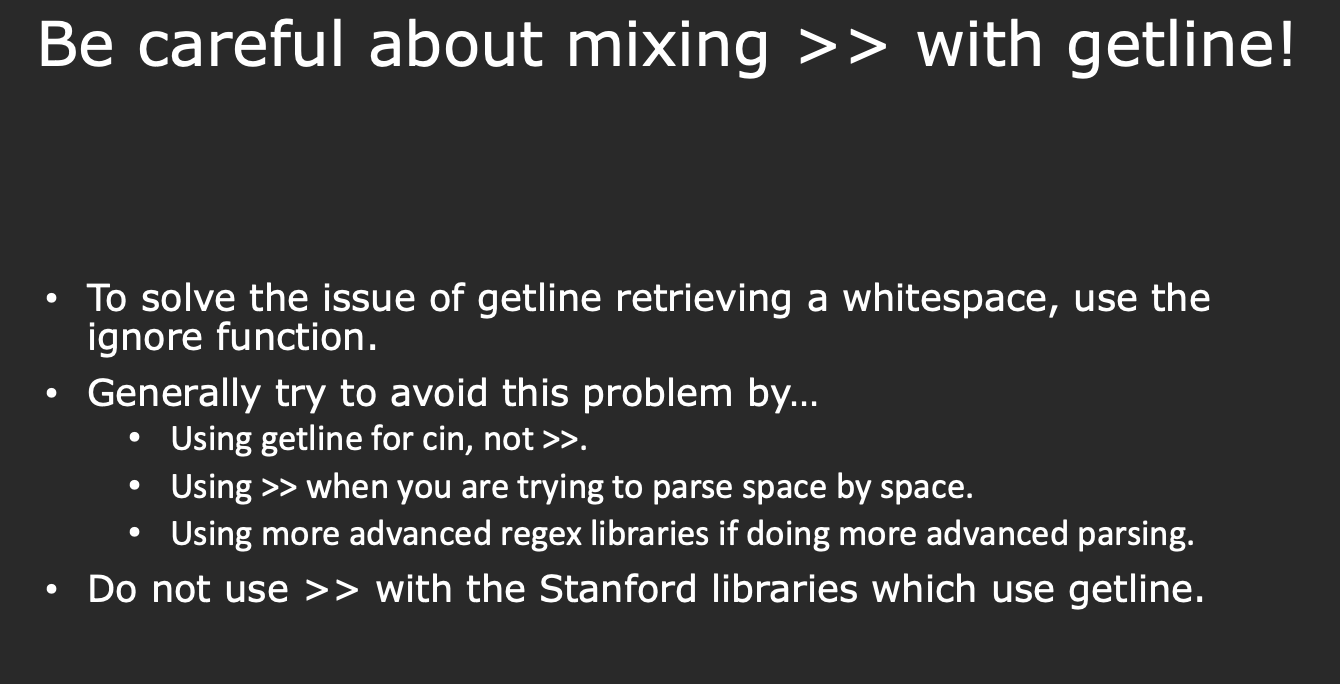 Be careful about mixing >> with getline!
• To solve the issue of getline retrieving a whitespace, use the
ignore function.
• Generally try to avoid this problem by…
• Using getline for cin, not >>.
• Using >> when you are trying to parse space by space.
• Using more advanced regex libraries if doing more advanced parsing.
• Do not use >> with the Stanford libraries which use getline.